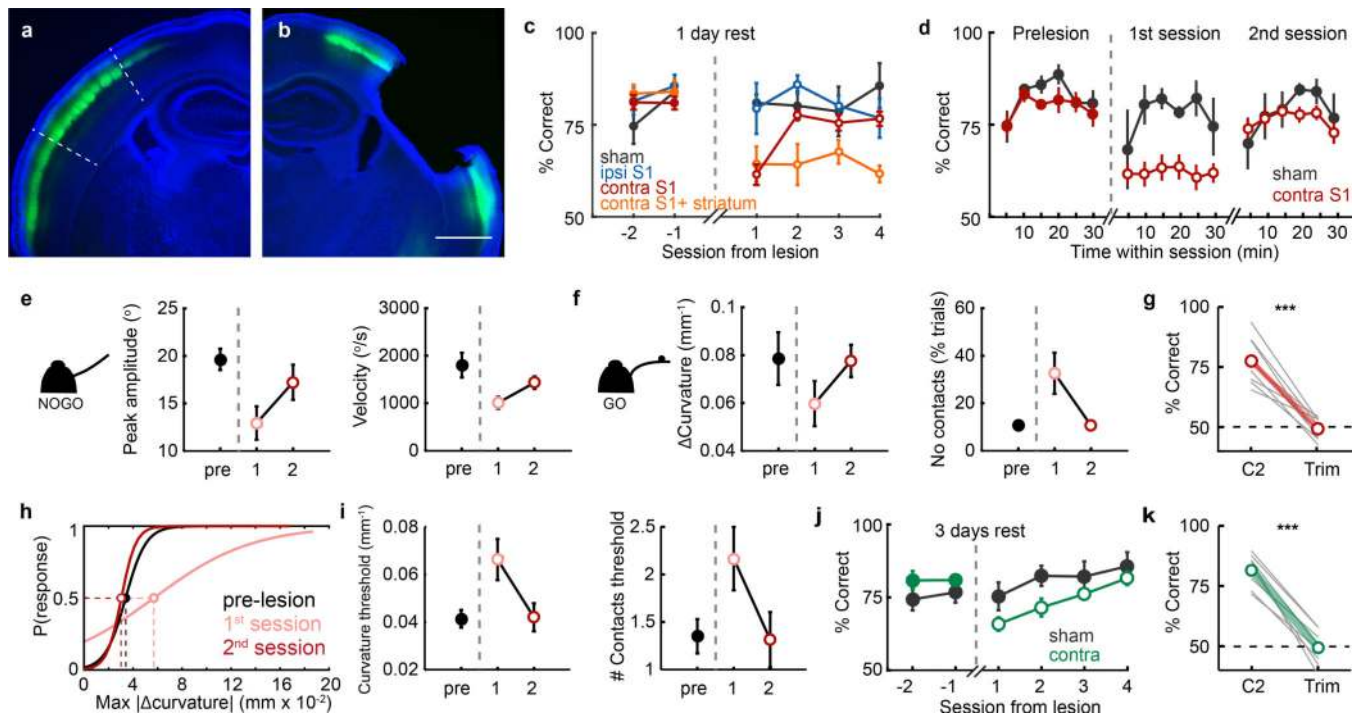 a
b
c
1 day rest
100
75
50
% Correct
sham
ipsi S1
contra S1
contra S1+ striatum
-2 -1 1 2 3 4
Session from lesion
d
Prelesion 1st session 2nd session
100
75
50
% Correct
sham
contra S1
10 20 30 10 20 30 10 20 30
Time within session (min)
e
NOGO
Peak amplitude (°)
25
20
15
10
pre 1 2
Velocity (°/s)
3000
2000
1000
0
pre 1 2
f
GO
ΔCurvature (mm⁻¹)
0.1
0.08
0.06
0.04
pre 1 2
No contacts (% trials)
60
40
20
0
pre 1 2
g
% Correct
100
75
50
***
C2 Trim
h
P(response)
1
0.5
0
pre-lesion
1st session
2nd session
0 4 8 12 16 20
Max |Δcurvature| (mm x 10⁻²)
i
Curvature threshold (mm⁻¹)
0.08
0.06
0.04
0.02
pre 1 2
# Contacts threshold
2.5
2
1.5
1
pre 1 2
j
3 days rest
% Correct
100
75
50
sham
contra
-2 -1 1 2 3 4
Session from lesion
k
% Correct
100
75
50
***
C2 Trim